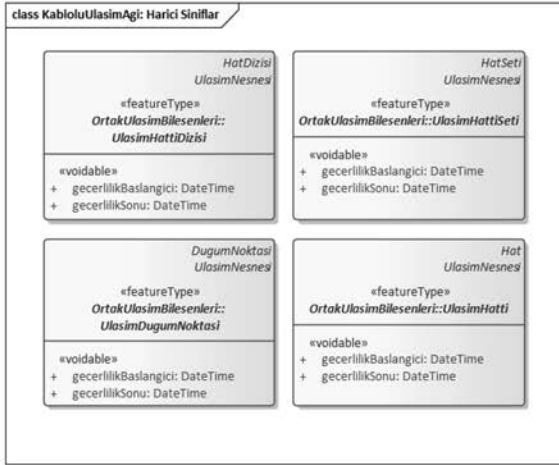 class KabloluUlasimAgi: Harici Siniflar
HatDizisi
UlasimNesnesi
«featureType»
OrtakUlasimBilesenleri::
UlasimHattiDizisi
«voidable»
+ gecerlilikBaslangici: DateTime
+ gecerlilikSonu: DateTime
HatSeti
UlasimNesnesi
«featureType»
OrtakUlasimBilesenleri::UlasimHattiSeti
«voidable»
+ gecerlilikBaslangici: DateTime
+ gecerlilikSonu: DateTime
DugumNoktasi
UlasimNesnesi
«featureType»
OrtakUlasimBilesenleri::
UlasimDugumNoktasi
«voidable»
+ gecerlilikBaslangici: DateTime
+ gecerlilikSonu: DateTime
Hat
UlasimNesnesi
«featureType»
OrtakUlasimBilesenleri::UlasimHatti
«voidable»
+ gecerlilikBaslangici: DateTime
+ gecerlilikSonu: DateTime